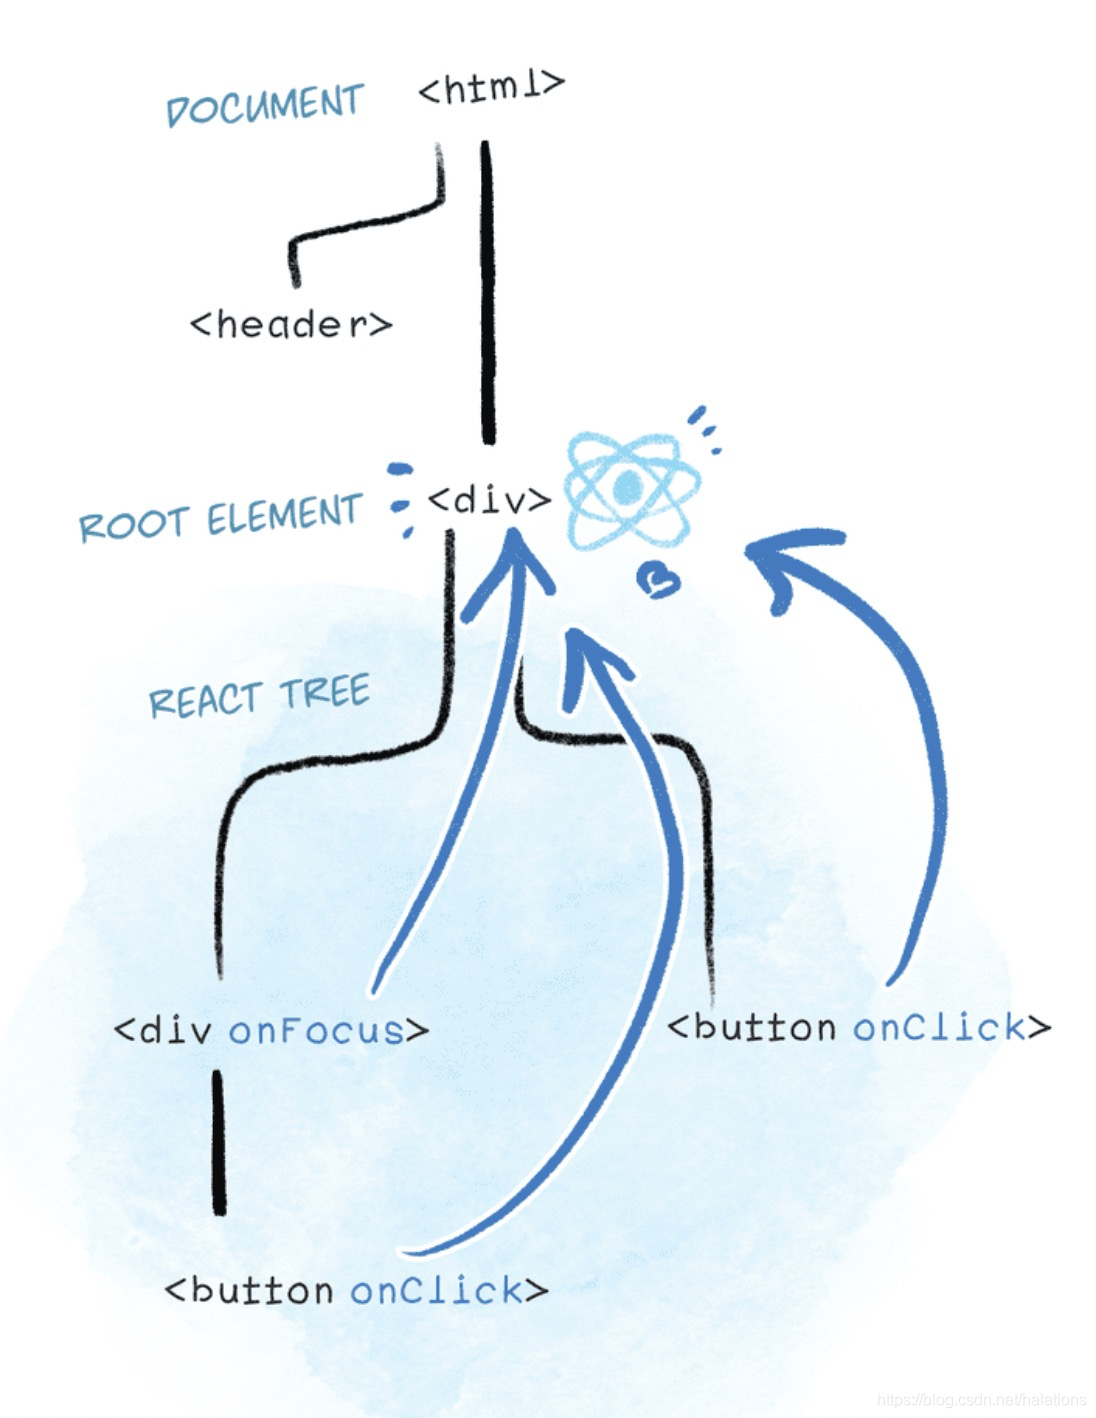 DOCUMENT <html>
<header>
ROOT ELEMENT <div>
REACT TREE
<div onFocus>
<button onClick>
<button onClick>
https://blog.csdn.net/halations